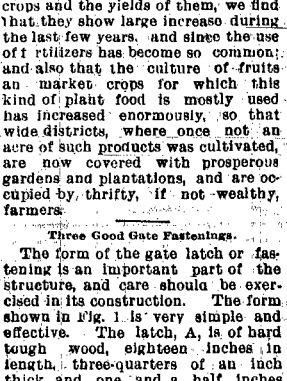 crops and the yields of them, we find
that they show large increase during
the last few years, and since the use
of f rtilizers has become so common;
and also that the culture of fruits
an market crops for which this
kind of plant food is mostly used
has increased enormously, so that
wide districts, where once not an
acre of such products was cultivated,
are now covered with prosperous
gardens and plantations, and are oc-
cupied by, thrifty, if not wealthy,
farmers.
Three Good Gate Fastenings.
The form of the gate latch or fas-
tening is an important part of the
structure, and care should be exer-
cised in its construction. The form
shown in Fig. 1 is very simple and
effective. The latch, A, is of hard
tough wood, eighteen inches in
length, three-quarters of an inch
thick and one and a half inches